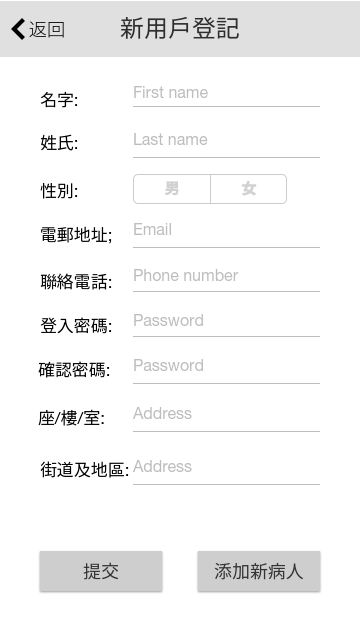 返回 新用戶登記
名字: First name
姓氏: Last name
性別: 男 女
電郵地址; Email
聯絡電話: Phone number
登入密碼: Password
確認密碼: Password
座/樓/室: Address
街道及地區: Address
提交 添加新病人